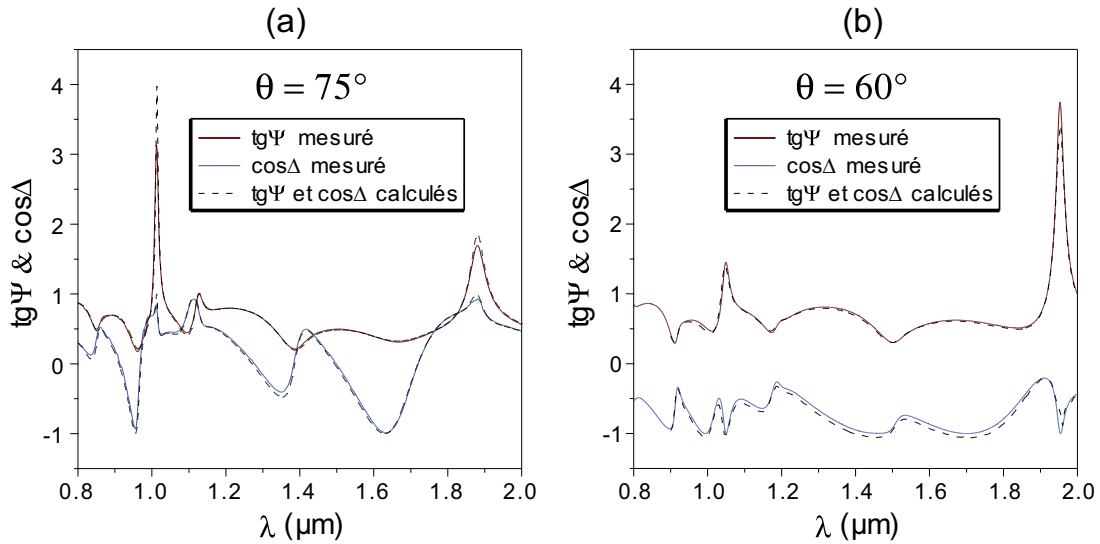 (a)
θ = 75°
tgΨ mesuré
cosΔ mesuré
tgΨ et cosΔ calculés
tgΨ & cosΔ
4
3
2
1
0
-1
0.8 1.0 1.2 1.4 1.6 1.8 2.0
λ (µm)
(b)
θ = 60°
tgΨ mesuré
cosΔ mesuré
tgΨ et cosΔ calculés
tgΨ & cosΔ
4
3
2
1
0
-1
0.8 1.0 1.2 1.4 1.6 1.8 2.0
λ (µm)